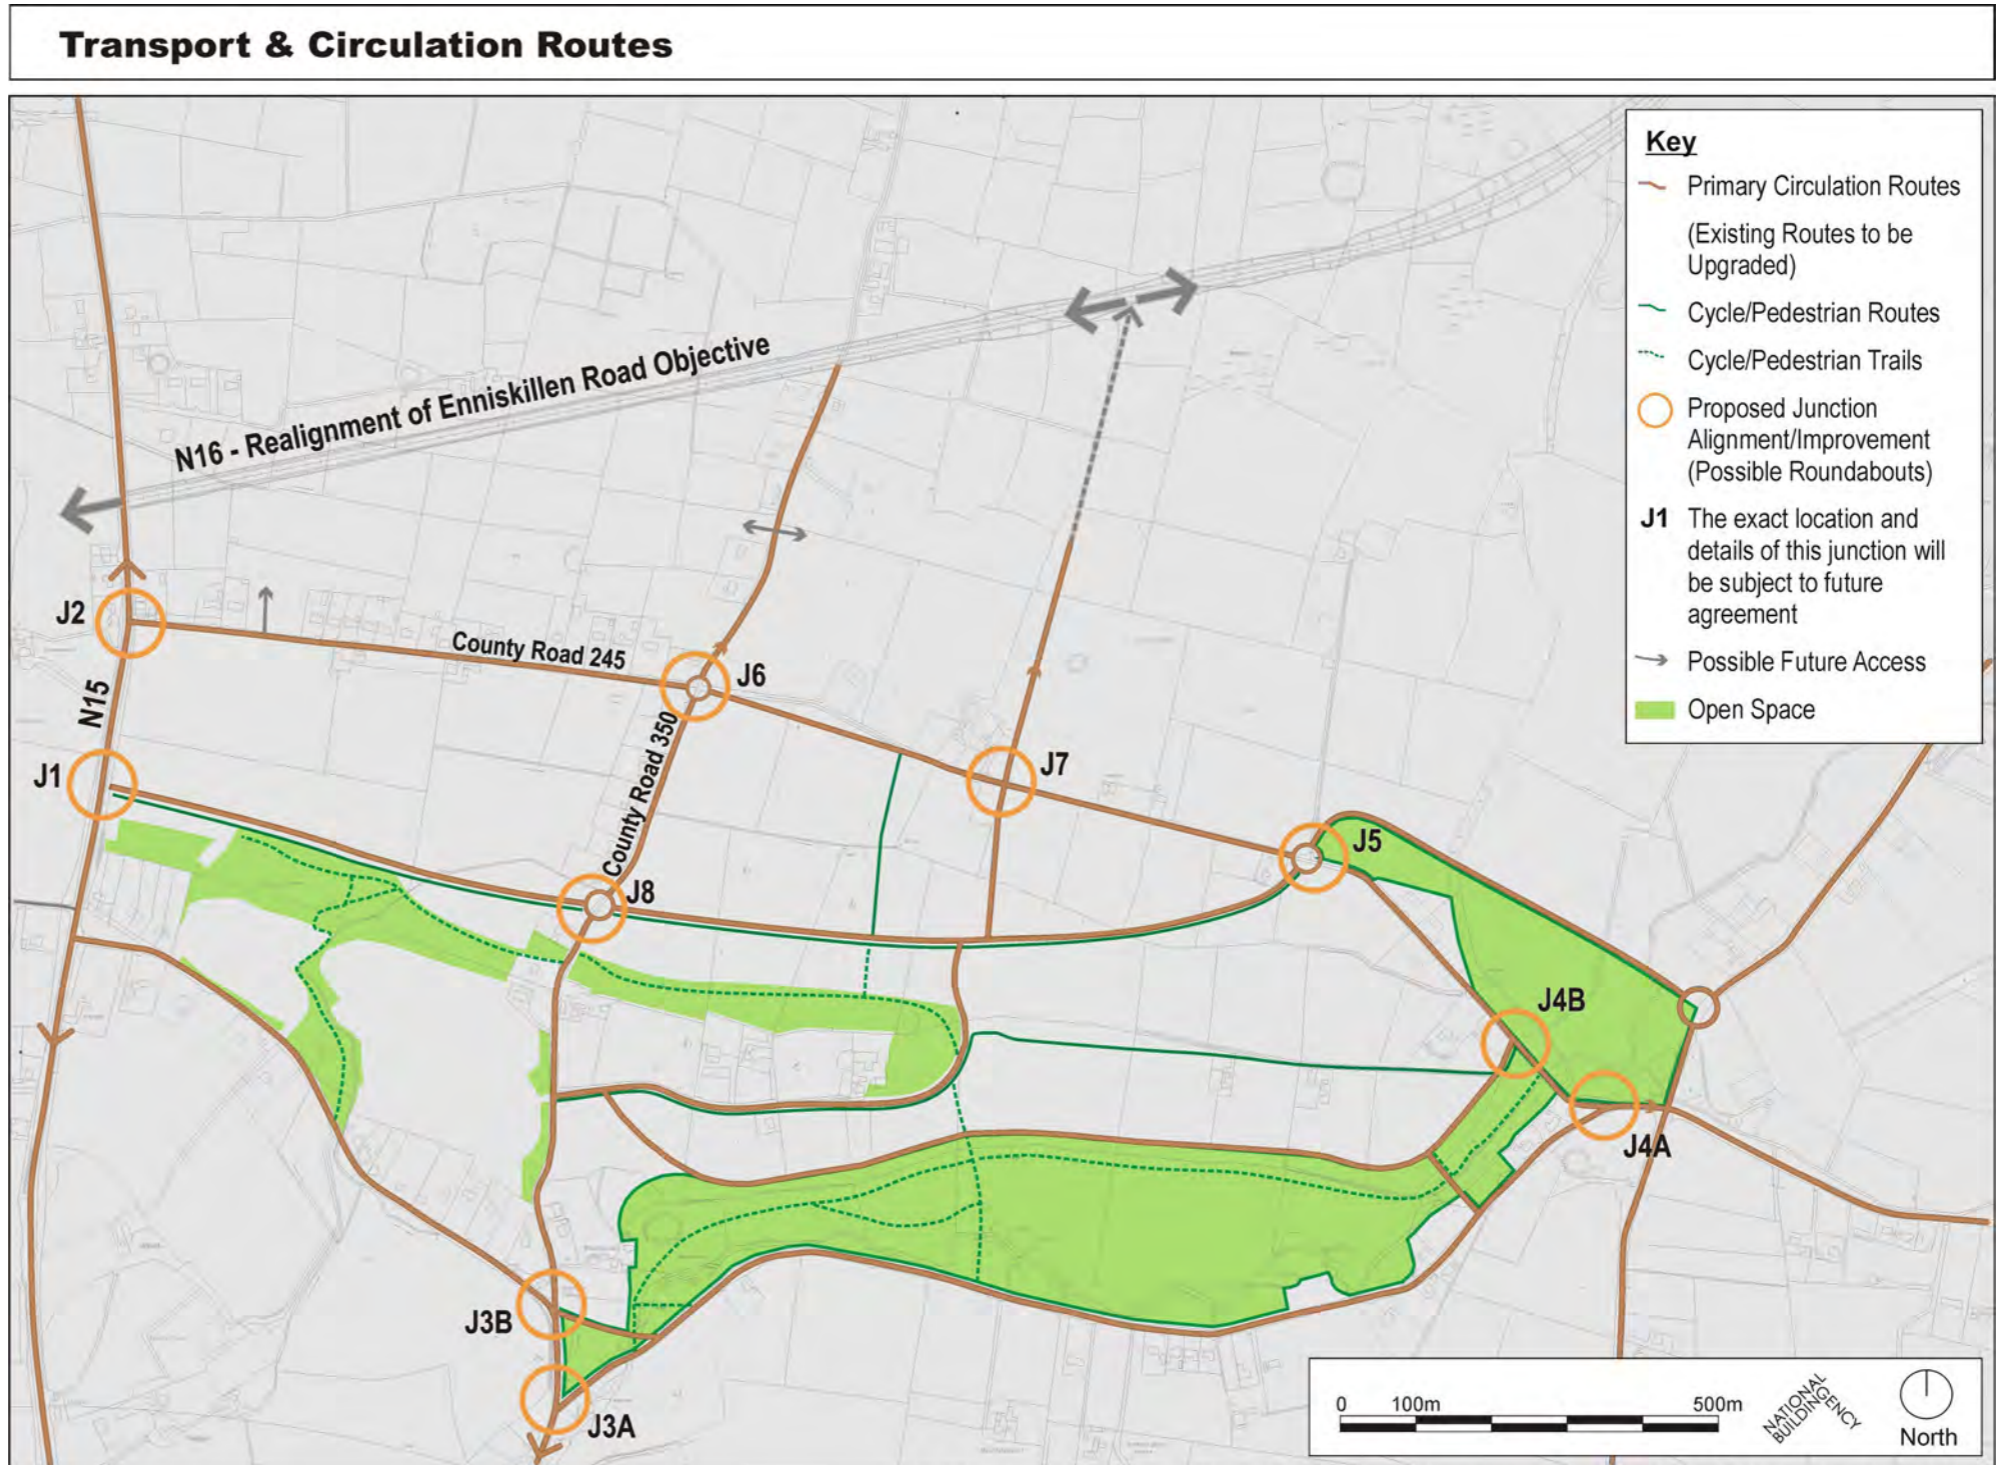 Transport & Circulation Routes
Key
Primary Circulation Routes
(Existing Routes to be
Upgraded)
Cycle/Pedestrian Routes
Cycle/Pedestrian Trails
Proposed Junction
Alignment/Improvement
(Possible Roundabouts)
J1 The exact location and
details of this junction will
be subject to future
agreement
Possible Future Access
Open Space
N16 - Realignment of Enniskillen Road Objective
J2
County Road 245
J6
N15
County Road 350
J7
J1
J5
J8
J4B
J4A
J3B
J3A
0 100m 500m
NATIONAL
BUILDINGENCY
North